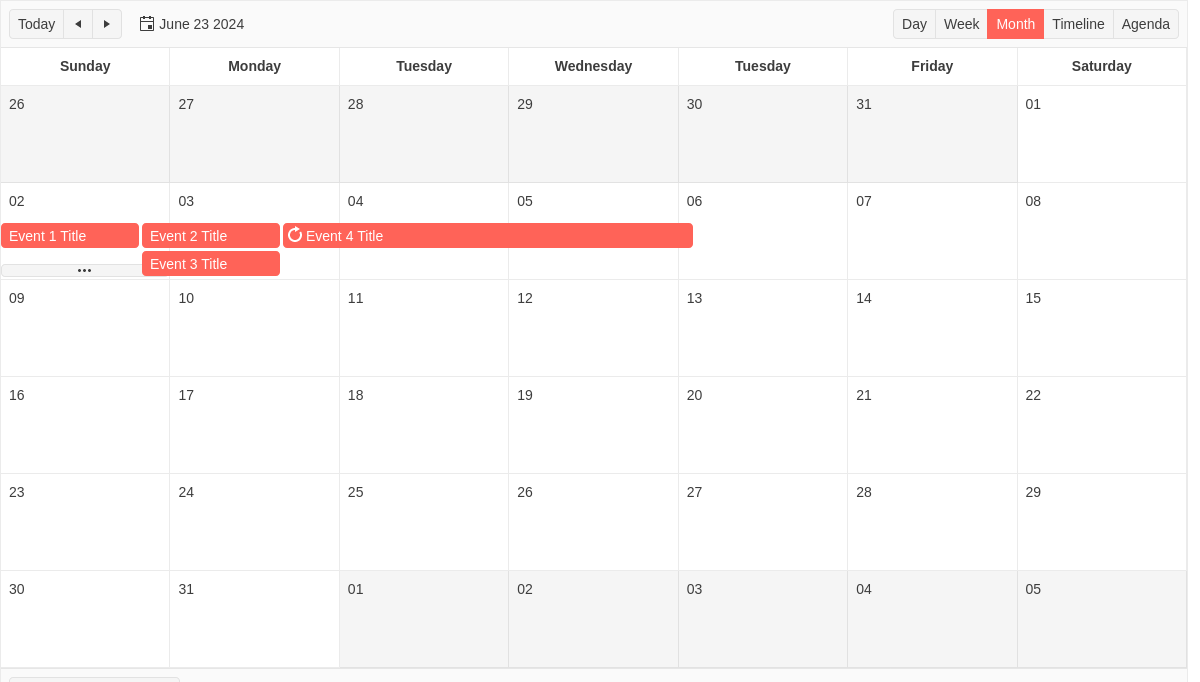 Today June 23 2024 Day Week Month Timeline Agenda
Sunday Monday Tuesday Wednesday Tuesday Friday Saturday
26 27 28 29 30 31 01
02 03 04 05 06 07 08
Event 1 Title Event 2 Title Event 4 Title
Event 3 Title
09 10 11 12 13 14 15
16 17 18 19 20 21 22
23 24 25 26 27 28 29
30 31 01 02 03 04 05